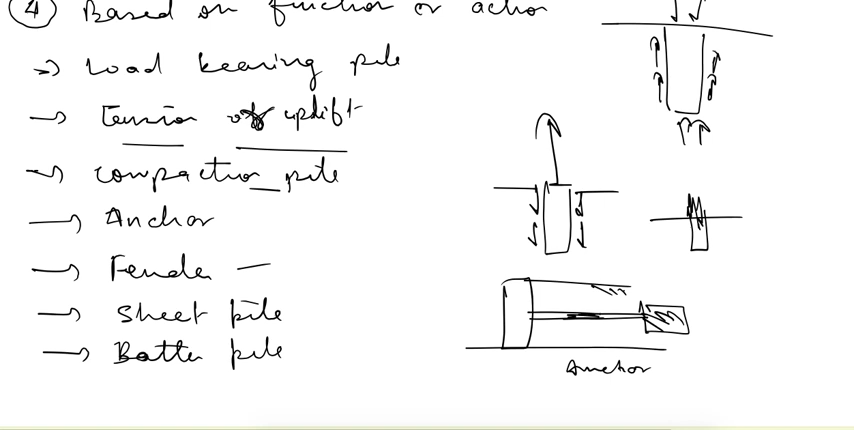 4 Based on function or action
→ Load bearing pile
→ Tension or uplift
→ compaction pile
→ Anchor
→ Fender —
→ Sheet pile
→ Batter pile
Anchor